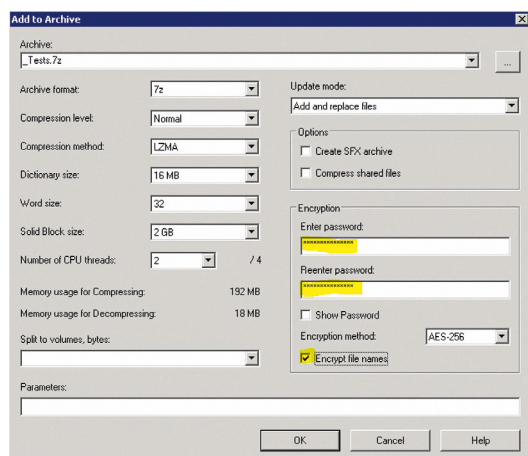 Add to Archive
Archive:
_Tests.7z
...
Archive format:
7z
Compression level:
Normal
Compression method:
LZMA
Dictionary size:
16 MB
Word size:
32
Solid Block size:
2 GB
Number of CPU threads:
2
/ 4
Memory usage for Compressing:
192 MB
Memory usage for Decompressing:
18 MB
Split to volumes, bytes:
Update mode:
Add and replace files
Options
Create SFX archive
Compress shared files
Encryption
Enter password:
**************
Reenter password:
**************
Show Password
Encryption method:
AES-256
Encrypt file names
Parameters:
OK
Cancel
Help